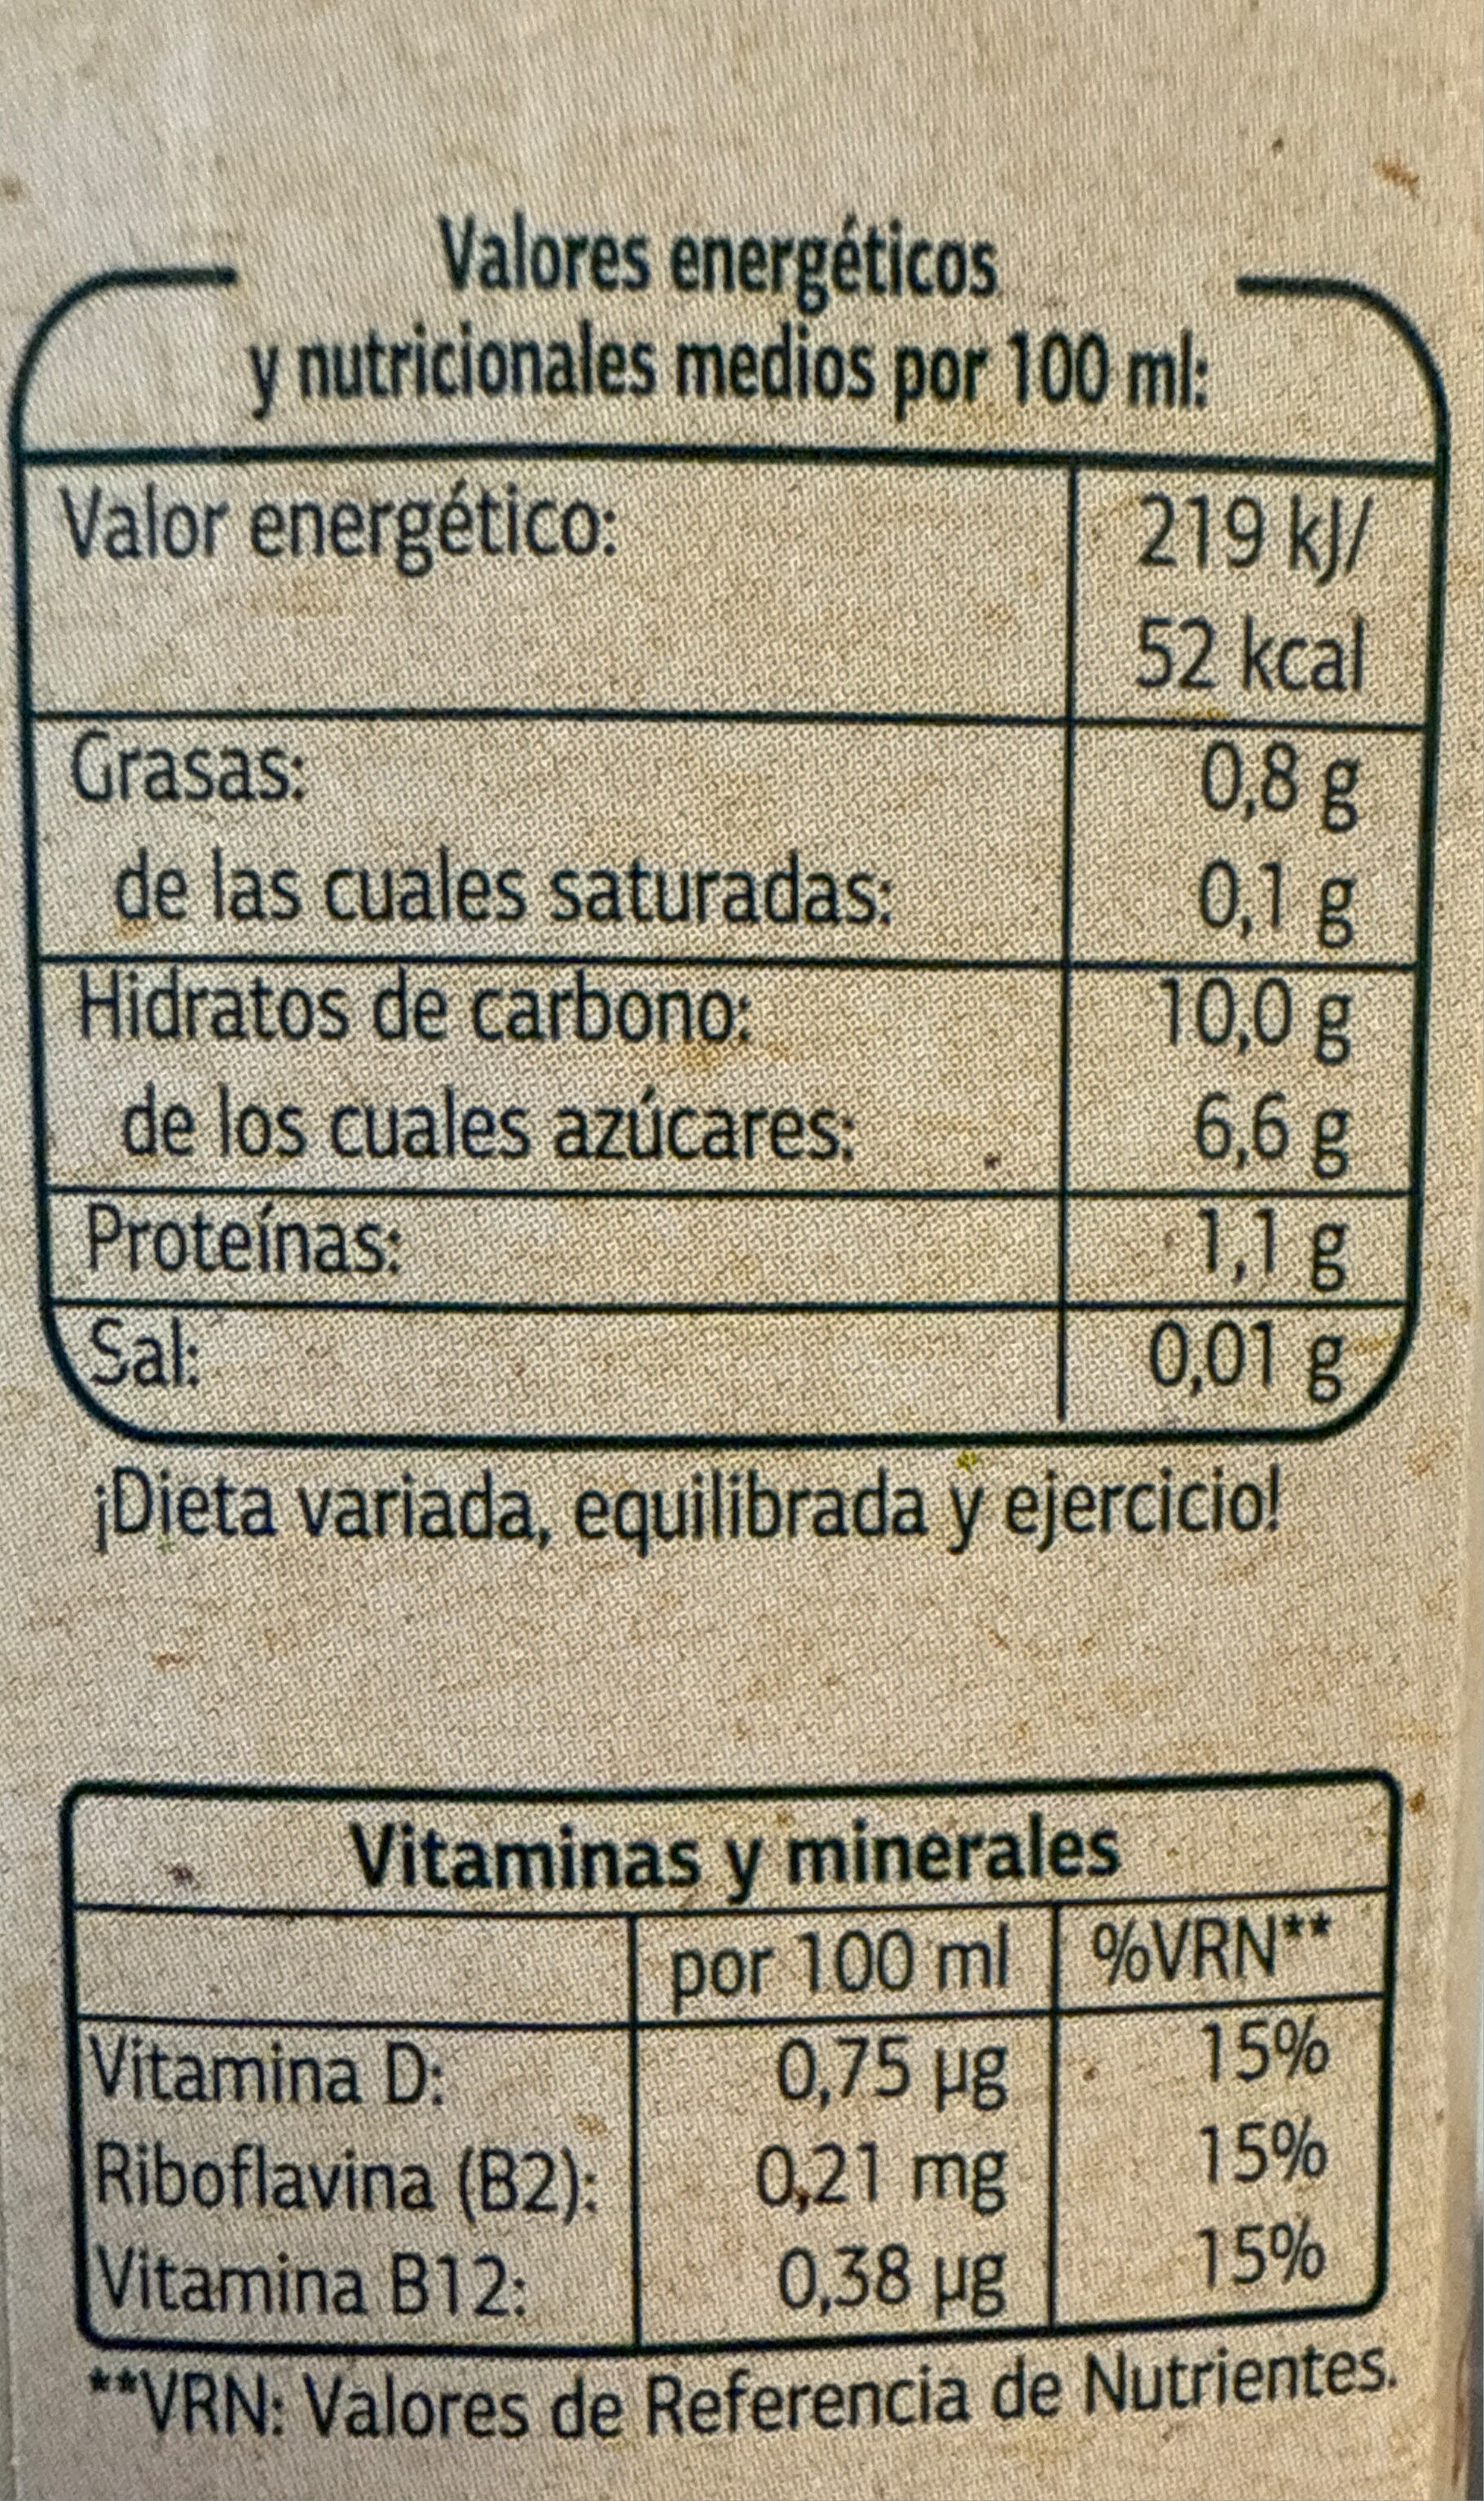 Valores energéticos
y nutricionales medios por 100 ml:
Valor energético: 219 kJ/
52 kcal
Grasas: 0,8 g
de las cuales saturadas: 0,1 g
Hidratos de carbono: 10,0 g
de los cuales azúcares: 6,6 g
Proteínas: 1,1 g
Sal: 0,01 g
¡Dieta variada, equilibrada y ejercicio!
Vitaminas y minerales
por 100 ml %VRN**
Vitamina D: 0,75 µg 15%
Riboflavina (B2): 0,21 mg 15%
Vitamina B12: 0,38 µg 15%
**VRN: Valores de Referencia de Nutrientes.